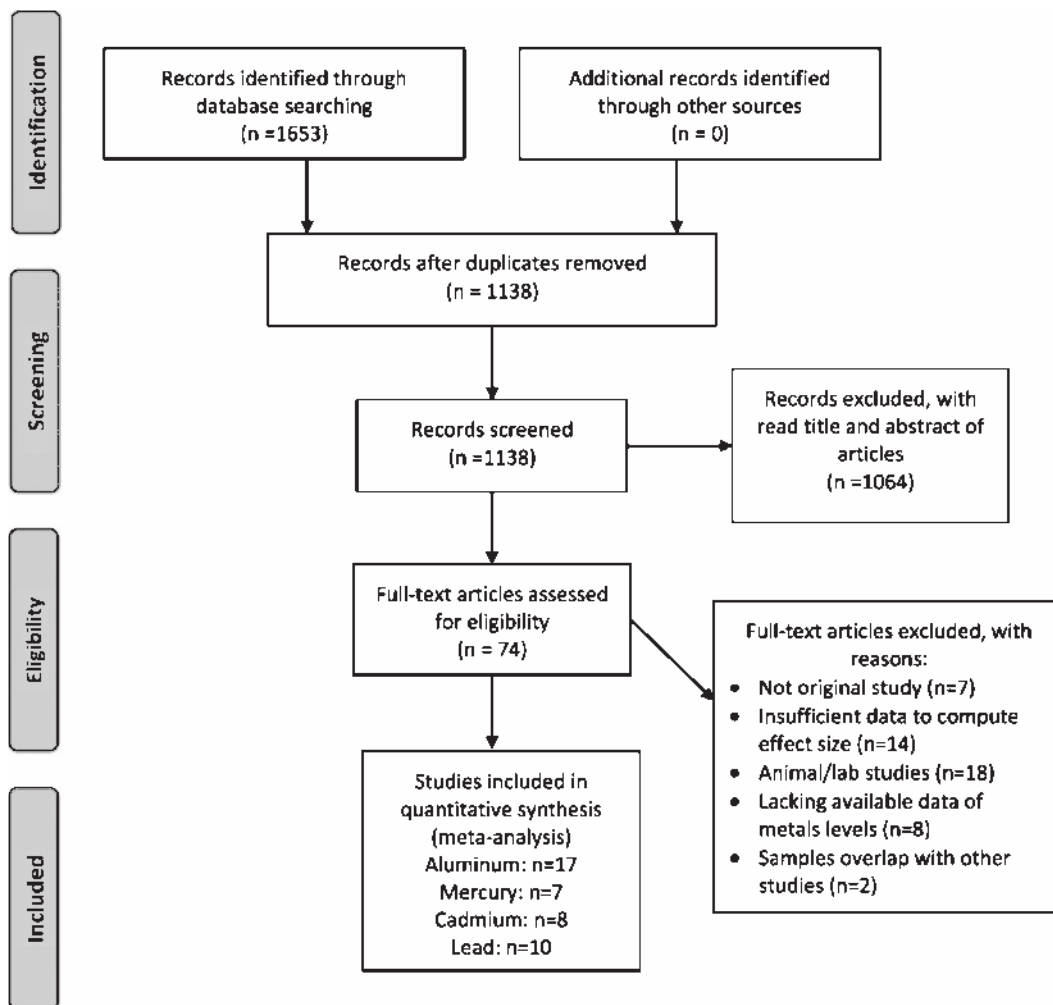 Identification
Records identified through
database searching
(n =1653)
Additional records identified
through other sources
(n = 0)
Records after duplicates removed
(n = 1138)
Screening
Records screened
(n =1138)
Records excluded, with
read title and abstract of
articles
(n =1064)
Eligibility
Full-text articles assessed
for eligibility
(n = 74)
Full-text articles excluded, with
reasons:
• Not original study (n=7)
• Insufficient data to compute
effect size (n=14)
• Animal/lab studies (n=18)
• Lacking available data of
metals levels (n=8)
• Samples overlap with other
studies (n=2)
Included
Studies included in
quantitative synthesis
(meta-analysis)
Aluminum: n=17
Mercury: n=7
Cadmium: n=8
Lead: n=10